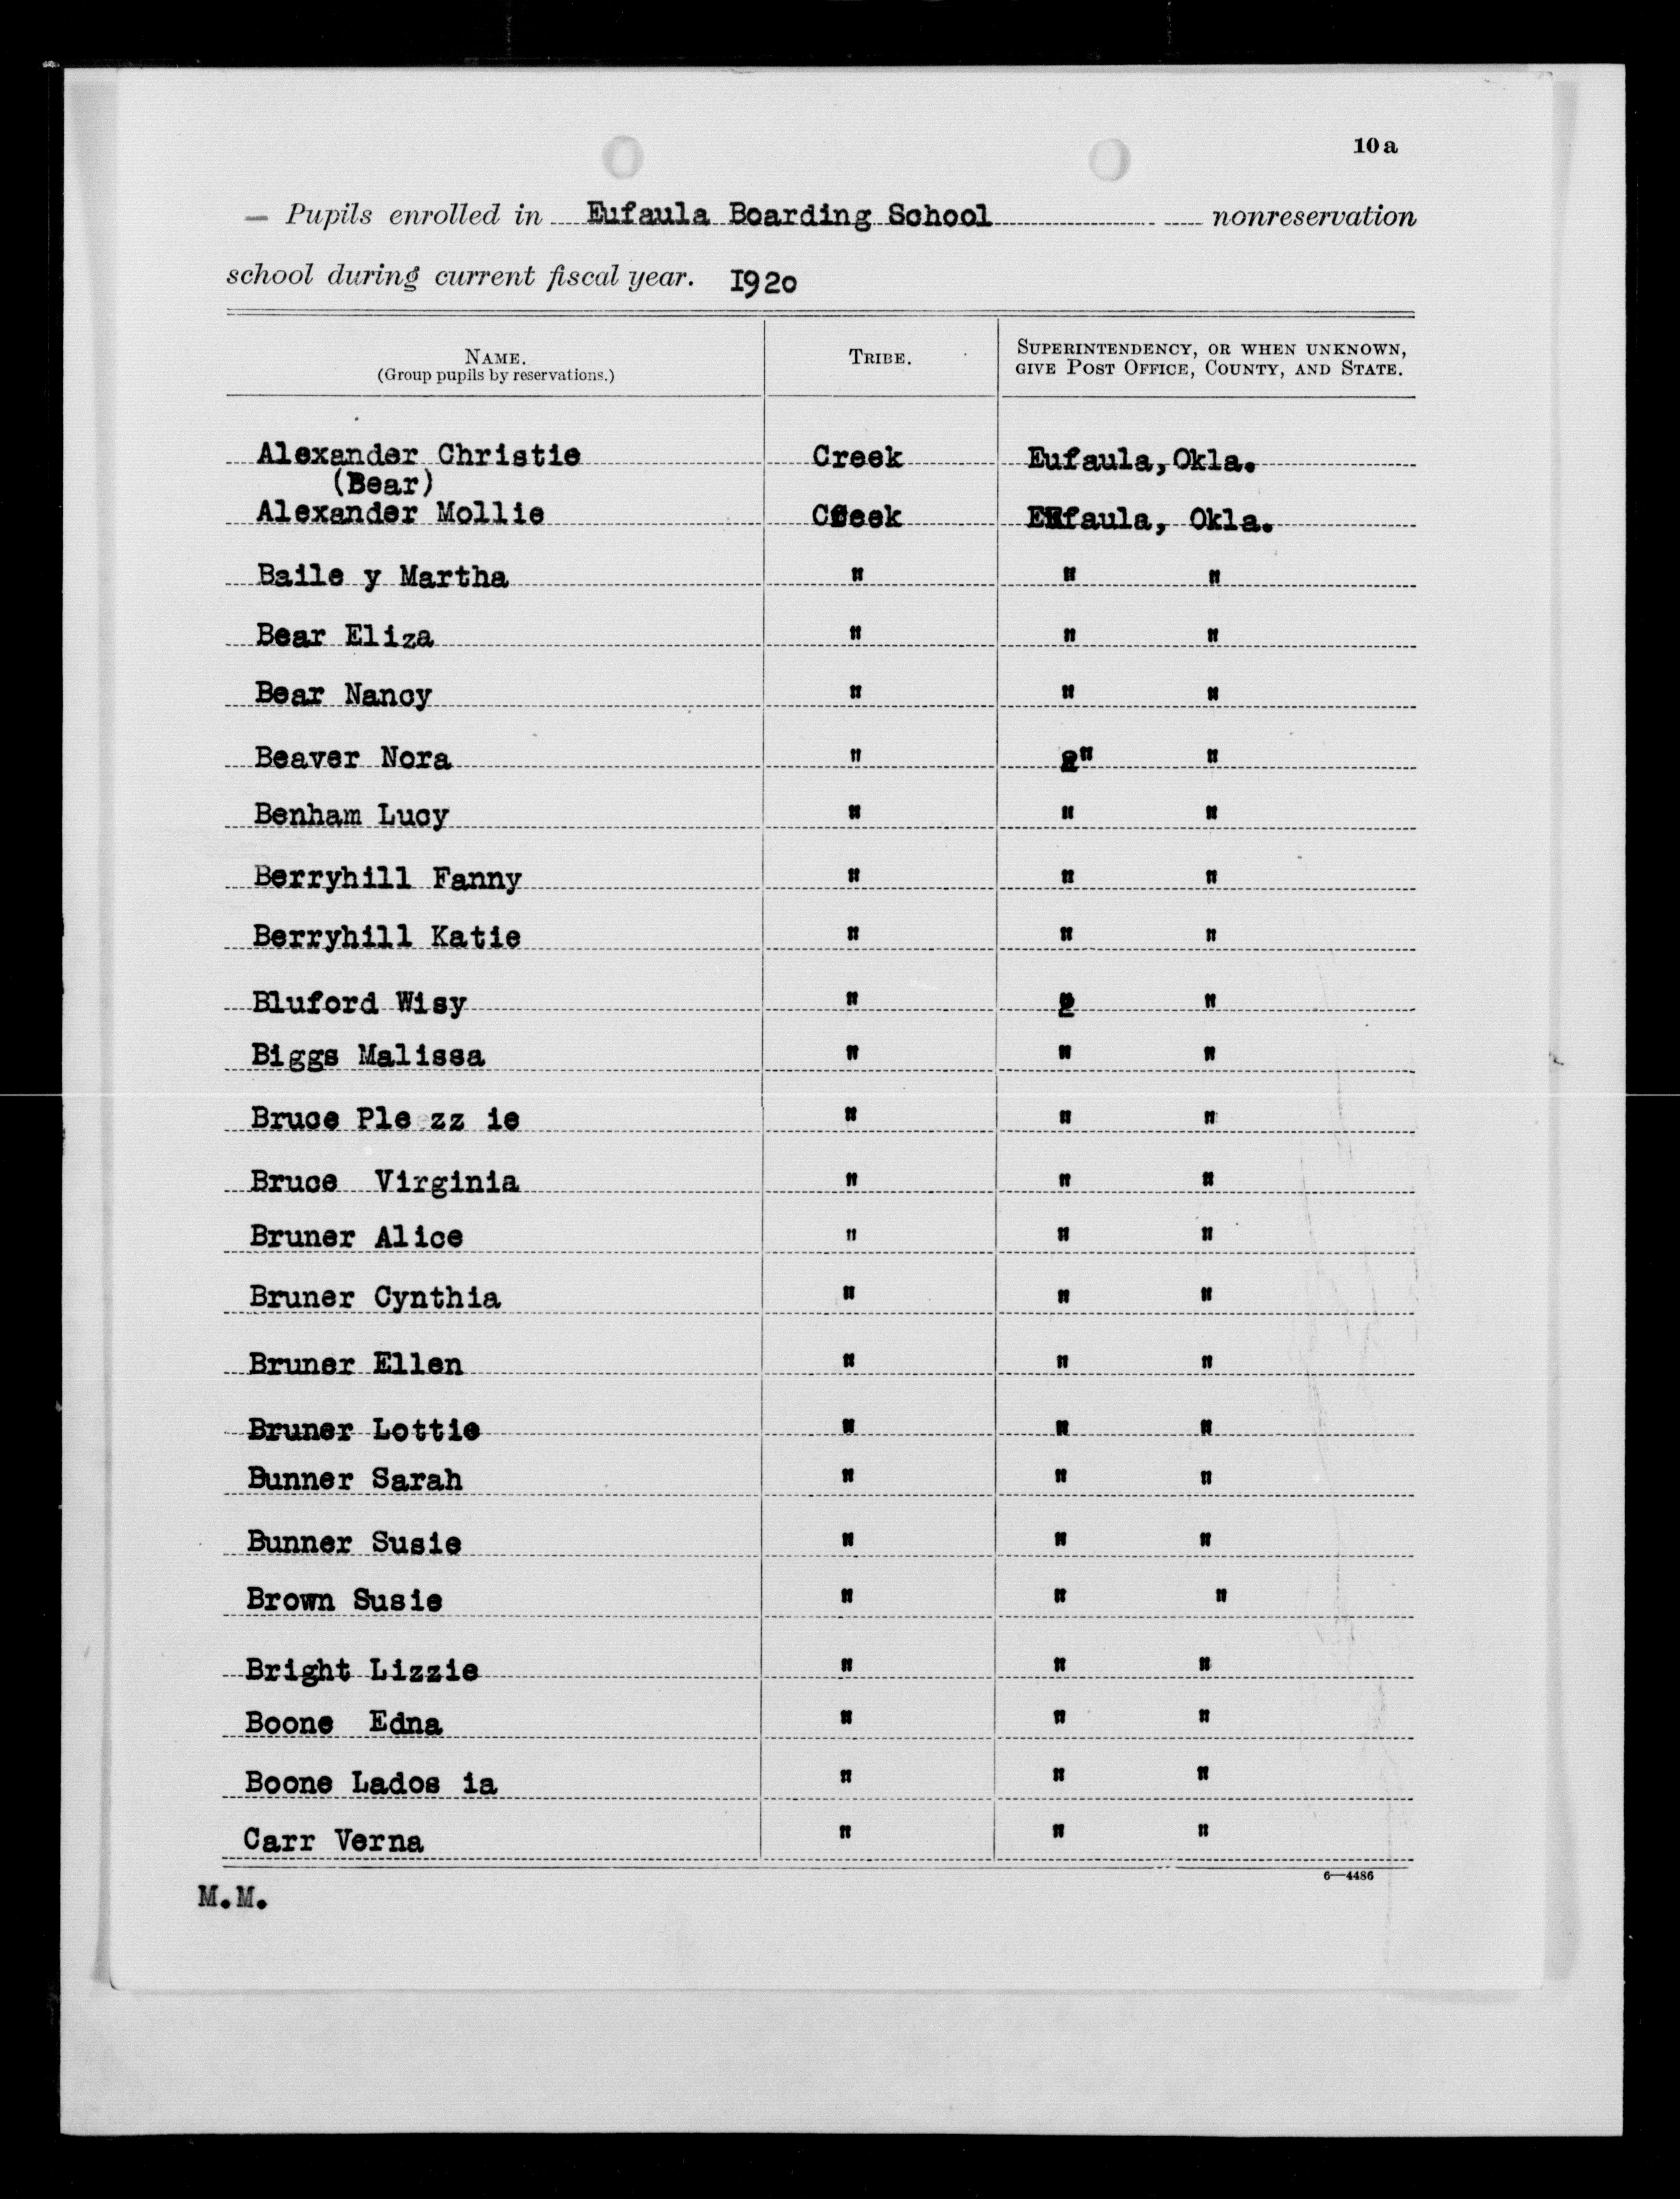 10a
— Pupils enrolled in Eufaula Boarding School nonreservation
school during current fiscal year. 1920
NAME. TRIBE. SUPERINTENDENCY, OR WHEN UNKNOWN,
(Group pupils by reservations.) GIVE POST OFFICE, COUNTY, AND STATE.
Alexander Christie Creek Eufaula, Okla.
(Bear)
Alexander Mollie Creek Eufaula, Okla.
Baile y Martha " " "
Bear Eliza " " "
Bear Nancy " " "
Beaver Nora " " "
Benham Lucy " " "
Berryhill Fanny " " "
Berryhill Katie " " "
Bluford Wisy " " "
Biggs Malissa " " "
Bruce Ple zz ie " " "
Bruce Virginia " " "
Bruner Alice " " "
Bruner Cynthia " " "
Bruner Ellen " " "
Bruner Lottie " " "
Bunner Sarah " " "
Bunner Susie " " "
Brown Susie " " "
Bright Lizzie " " "
Boone Edna " " "
Boone Lados ia " " "
Carr Verna " " "
6—4486
M.M.